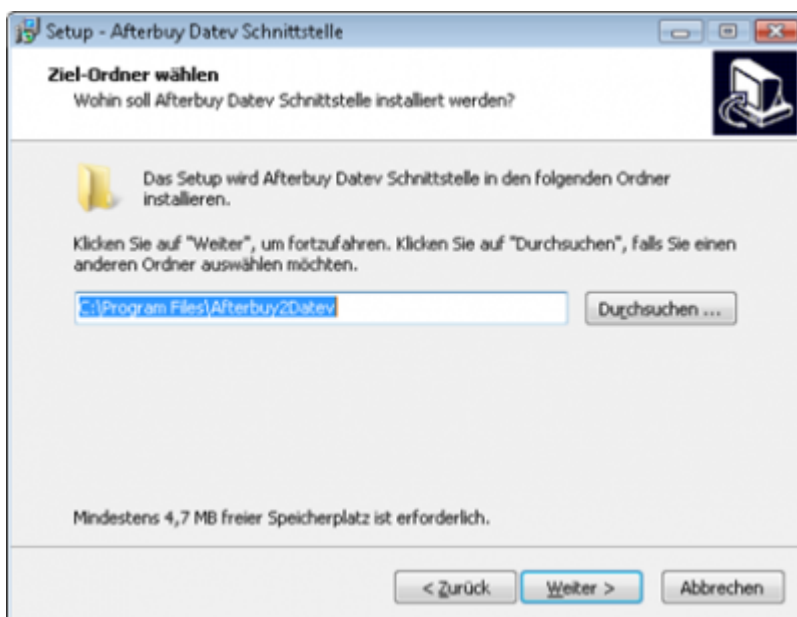 Setup - Afterbuy Datev Schnittstelle
Ziel-Ordner wählen
Wohin soll Afterbuy Datev Schnittstelle installiert werden?
Das Setup wird Afterbuy Datev Schnittstelle in den folgenden Ordner
installieren.
Klicken Sie auf "Weiter", um fortzufahren. Klicken Sie auf "Durchsuchen", falls Sie einen
anderen Ordner auswählen möchten.
C:\Program Files\Afterbuy2Datev
Durchsuchen ...
Mindestens 4,7 MB freier Speicherplatz ist erforderlich.
< Zurück
Weiter >
Abbrechen